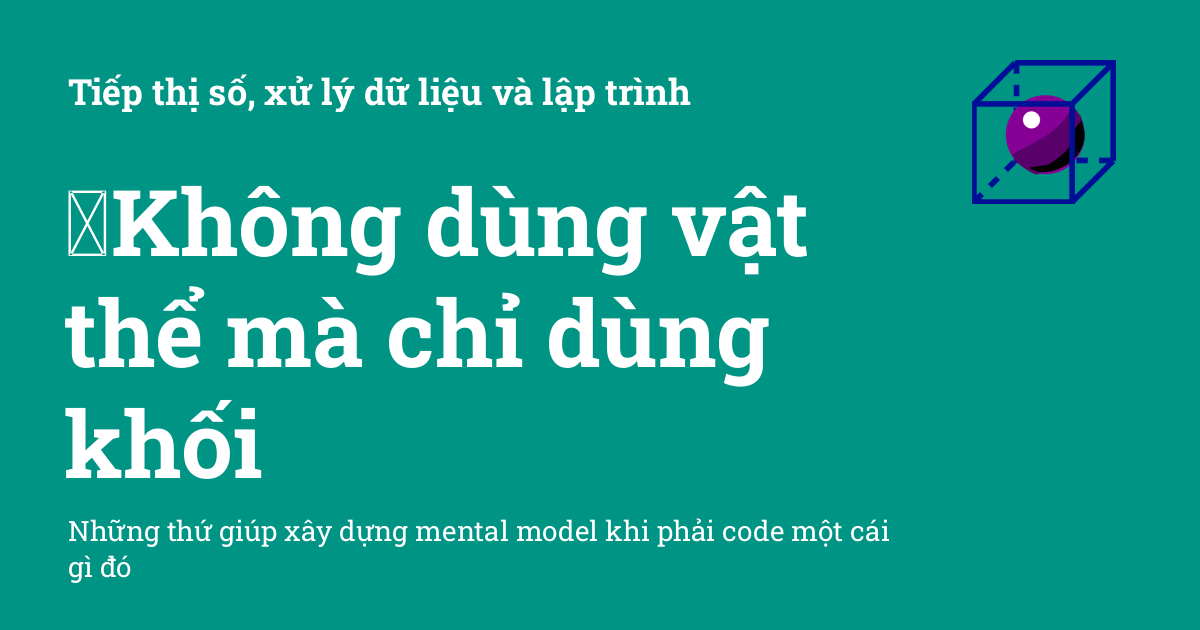 Tiếp thị số, xử lý dữ liệu và lập trình
Không dùng vật
thể mà chỉ dùng
khối
Những thứ giúp xây dựng mental model khi phải code một cái
gì đó